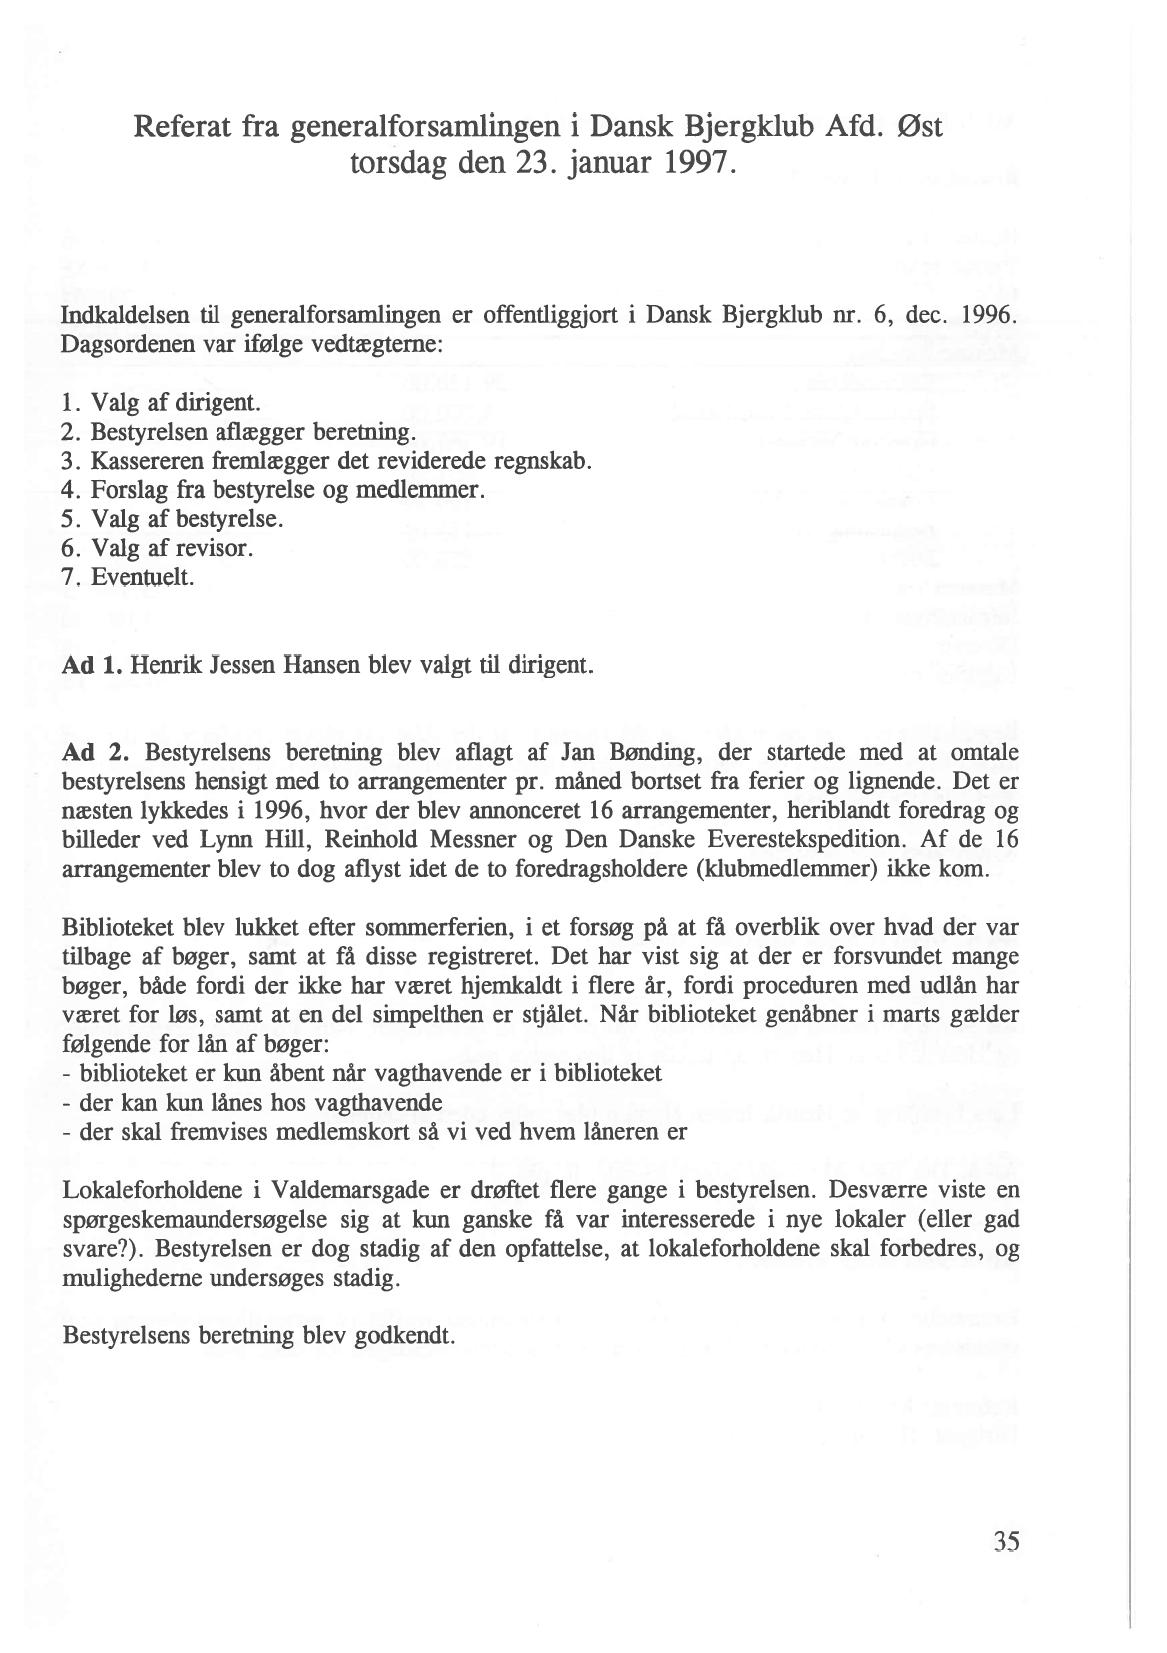 Referat fra generalforsamlingen i Dansk Bjergklub Afd. Øst
torsdag den 23. januar 1997.
Indkaldelsen til generalforsamlingen er offentliggjort i Dansk Bjergklub nr. 6, dec. 1996.
Dagsordenen var ifølge vedtægterne:
1. Valg af dirigent.
2. Bestyrelsen aflægger beretning.
3. Kassereren fremlægger det reviderede regnskab.
4. Forslag fra bestyrelse og medlemmer.
5. Valg af bestyrelse.
6. Valg af revisor.
7. Eventuelt.
Ad 1. Henrik Jessen Hansen blev valgt til dirigent.
Ad 2. Bestyrelsens beretning blev aflagt af Jan Bønding, der startede med at omtale
bestyrelsens hensigt med to arrangementer pr. måned bortset fra ferier og lignende. Det er
næsten lykkedes i 1996, hvor der blev annonceret 16 arrangementer, heriblandt foredrag og
billeder ved Lynn Hill, Reinhold Messner og Den Danske Everestekspedition. Af de 16
arrangementer blev to dog aflyst idet de to foredragsholdere (klubmedlemmer) ikke kom.
Biblioteket blev lukket efter sommerferien, i et forsøg på at få overblik over hvad der var
tilbage af bøger, samt at få disse registreret. Det har vist sig at der er forsvundet mange
bøger, både fordi der ikke har været hjemkaldt i flere år, fordi proceduren med udlån har
været for løs, samt at en del simpelthen er stjålet. Når biblioteket genåbner i marts gælder
følgende for lån af bøger:
- biblioteket er kun åbent når vagthavende er i biblioteket
- der kan kun lånes hos vagthavende
- der skal fremvises medlemskort så vi ved hvem låneren er
Lokaleforholdene i Valdemarsgade er drøftet flere gange i bestyrelsen. Desværre viste en
spørgeskemaundersøgelse sig at kun ganske få var interesserede i nye lokaler (eller gad
svare?). Bestyrelsen er dog stadig af den opfattelse, at lokaleforholdene skal forbedres, og
mulighederne undersøges stadig.
Bestyrelsens beretning blev godkendt.
35